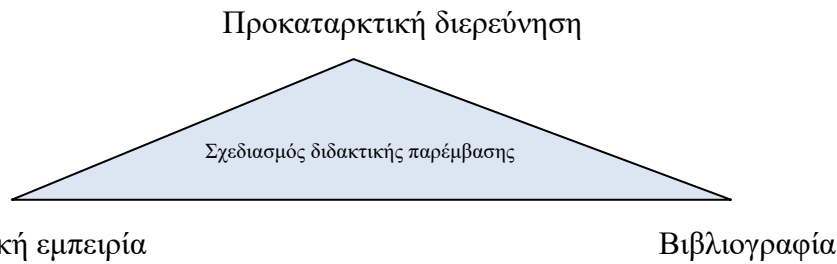 Προκαταρκτική διερεύνηση
Σχεδιασμός διδακτικής παρέμβασης
εμπειρία
Βιβλιογραφία